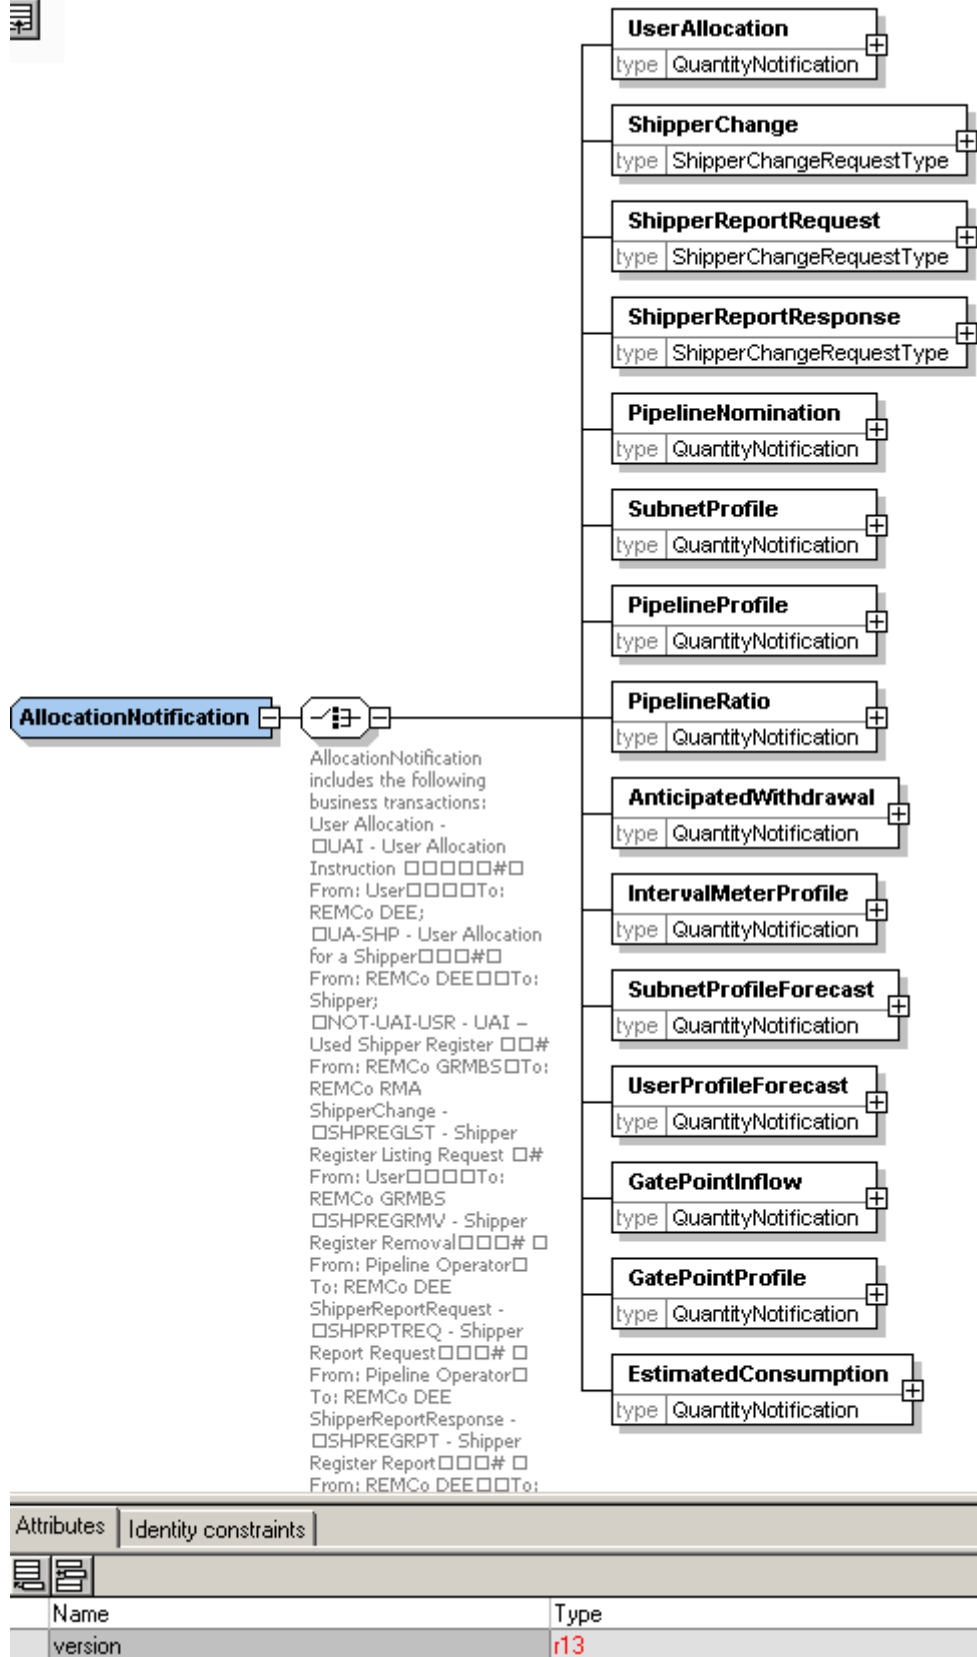 UserAllocation
type QuantityNotification
ShipperChange
type ShipperChangeRequestType
ShipperReportRequest
type ShipperChangeRequestType
ShipperReportResponse
type ShipperChangeRequestType
PipelineNomination
type QuantityNotification
SubnetProfile
type QuantityNotification
PipelineProfile
type QuantityNotification
PipelineRatio
type QuantityNotification
AnticipatedWithdrawal
type QuantityNotification
IntervalMeterProfile
type QuantityNotification
SubnetProfileForecast
type QuantityNotification
UserProfileForecast
type QuantityNotification
GatePointInflow
type QuantityNotification
GatePointProfile
type QuantityNotification
EstimatedConsumption
type QuantityNotification
AllocationNotification
AllocationNotification
includes the following
business transactions:
User Allocation -
□UAI - User Allocation
Instruction □□□□□#□
From: User□□□□To:
REMCo DEE;
□UA-SHP - User Allocation
for a Shipper□□□#□
From: REMCo DEE□□To:
Shipper;
□NOT-UAI-USR - UAI –
Used Shipper Register □□#
From: REMCo GRMBS□To:
REMCo RMA
ShipperChange -
□SHPREGLST - Shipper
Register Listing Request □#
From: User□□□□To:
REMCo GRMBS
□SHPREGRMV - Shipper
Register Removal□□□# □
From: Pipeline Operator□
To: REMCo DEE
ShipperReportRequest -
□SHPRPTREQ - Shipper
Report Request□□□# □
From: Pipeline Operator□
To: REMCo DEE
ShipperReportResponse -
□SHPREGRPT - Shipper
Register Report□□□# □
From: REMCo DEE□□To:
Attributes Identity constraints
Name Type
version r13